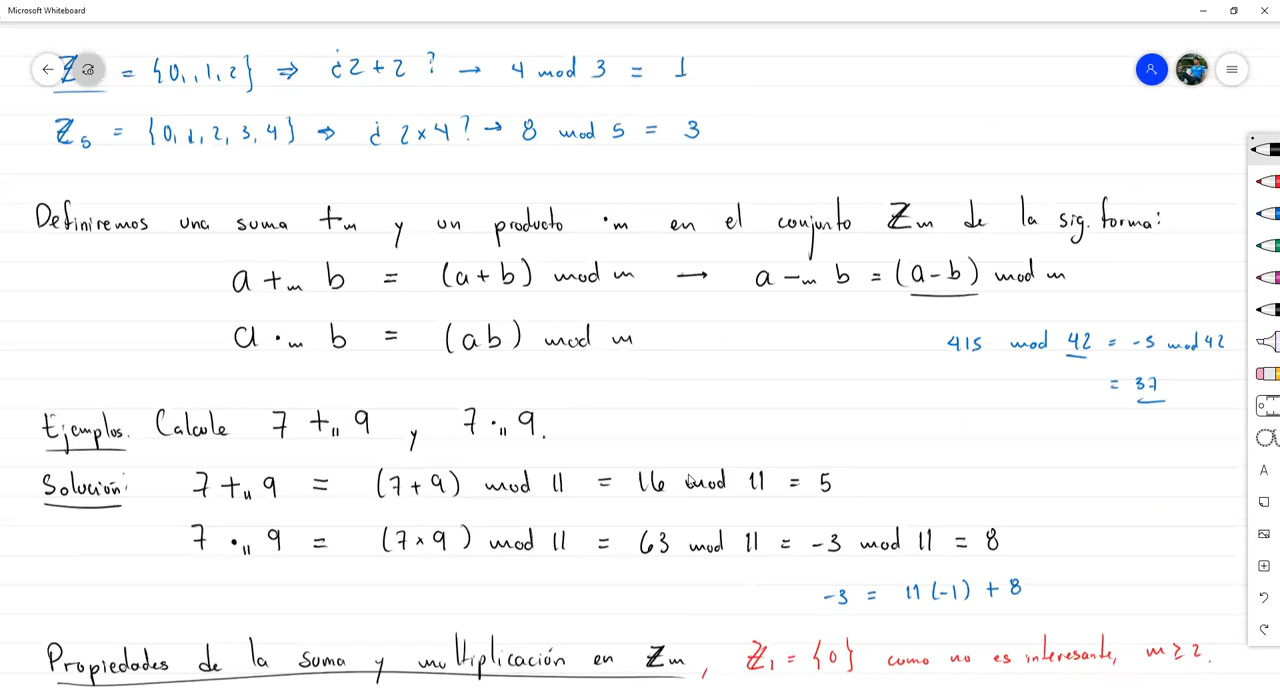 Microsoft Whiteboard
Z = {0,,1,2} ⇒ ¿2+2? → 4 mod 3 = 1
Z₅ = {0,1,2,3,4} ⇒ ¿2×4? → 8 mod 5 = 3
Definiremos una suma +ₘ y un producto ·ₘ en el conjunto Zₘ de la sig. forma:
a +ₘ b = (a+b) mod m → a −ₘ b = (a-b) mod m
a ·ₘ b = (ab) mod m
415 mod 42 = -5 mod 42
= 37
Ejemplos. Calcule 7 +₁₁ 9 y 7 ·₁₁ 9.
Solución: 7 +₁₁ 9 = (7+9) mod 11 = 16 mod 11 = 5
7 ·₁₁ 9 = (7×9) mod 11 = 63 mod 11 = -3 mod 11 = 8
-3 = 11(-1) + 8
Propiedades de la suma y multiplicación en Zₘ, Z₁ = {0} como no es interesante, m ≥ 2.
A